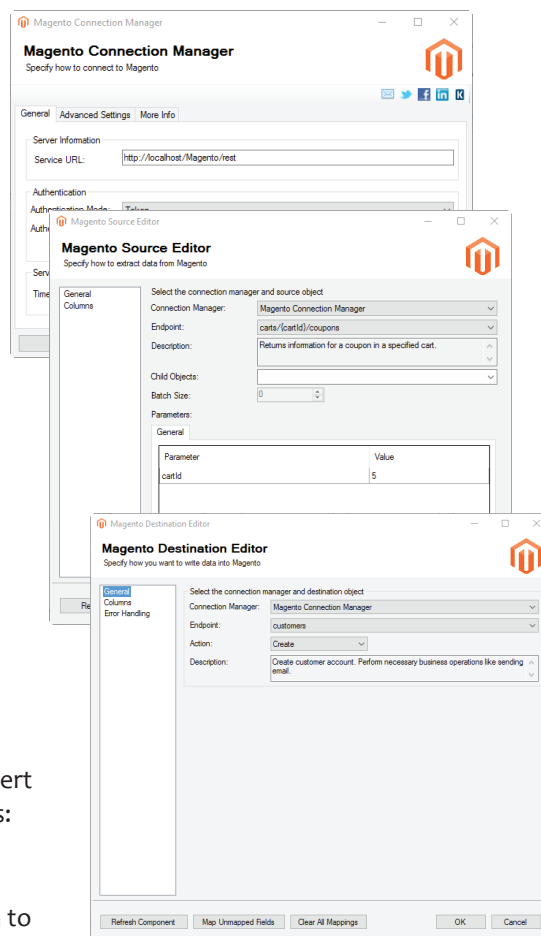 Magento Connection Manager
Magento Connection Manager
Specify how to connect to Magento
General Advanced Settings More Info
Server Information
Service URL: http://localhost/Magento/rest
Authentication
Magento Source Editor
Magento Source Editor
Specify how to extract data from Magento
General
Columns
Select the connection manager and source object
Connection Manager: Magento Connection Manager
Endpoint: carts/{cartId}/coupons
Description: Returns information for a coupon in a specified cart.
Child Objects:
Batch Size: 0
Parameters:
General
Parameter Value
cartId 5
Magento Destination Editor
Magento Destination Editor
Specify how you want to write data into Magento
General
Columns
Error Handling
Select the connection manager and destination object
Connection Manager: Magento Connection Manager
Endpoint: customers
Action: Create
Description: Create customer account. Perform necessary business operations like sending
email.
ert
s:
to
Refresh Component Map Unmapped Fields Clear All Mappings OK Cancel